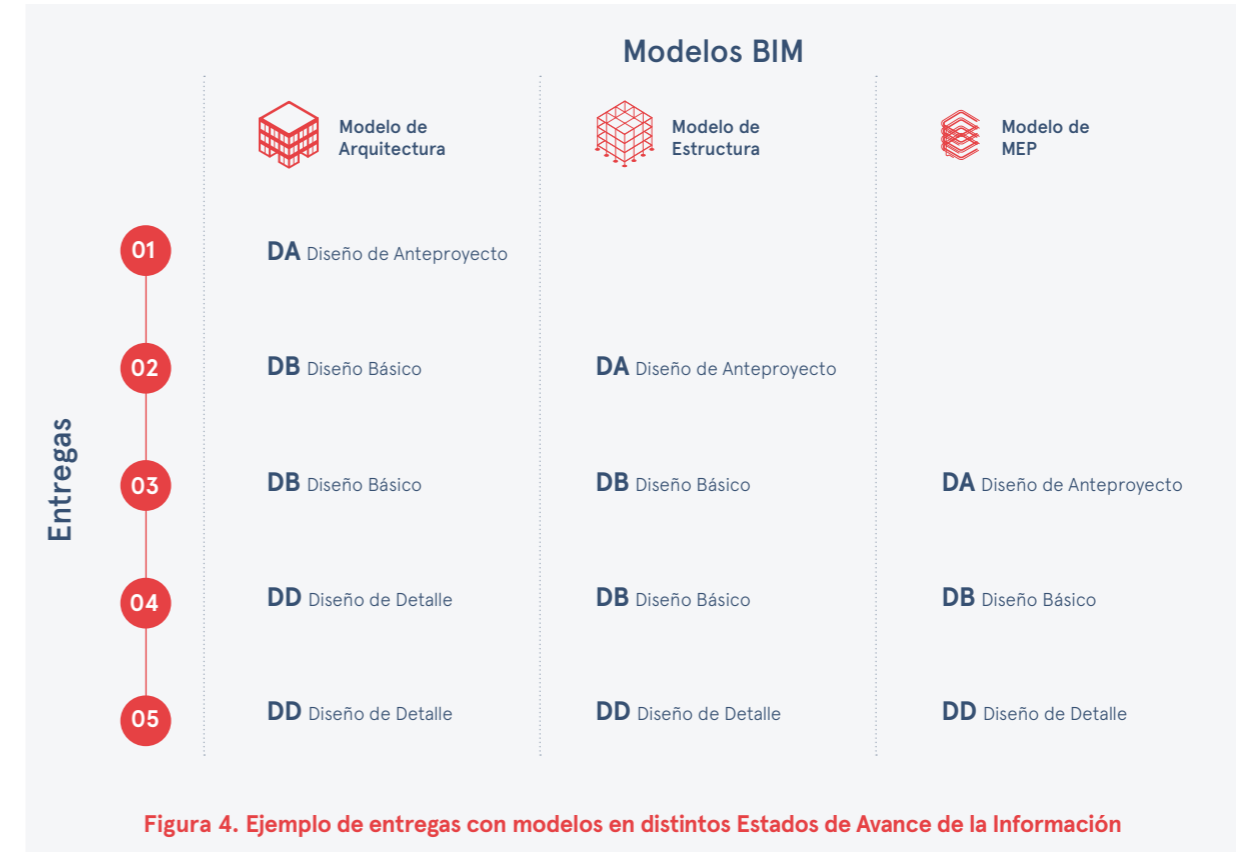 Modelos BIM
Modelo de
Arquitectura
Modelo de
Estructura
Modelo de
MEP
Entregas
01
DA Diseño de Anteproyecto
02
DB Diseño Básico
DA Diseño de Anteproyecto
03
DB Diseño Básico
DB Diseño Básico
DA Diseño de Anteproyecto
04
DD Diseño de Detalle
DB Diseño Básico
DB Diseño Básico
05
DD Diseño de Detalle
DD Diseño de Detalle
DD Diseño de Detalle
Figura 4. Ejemplo de entregas con modelos en distintos Estados de Avance de la Información